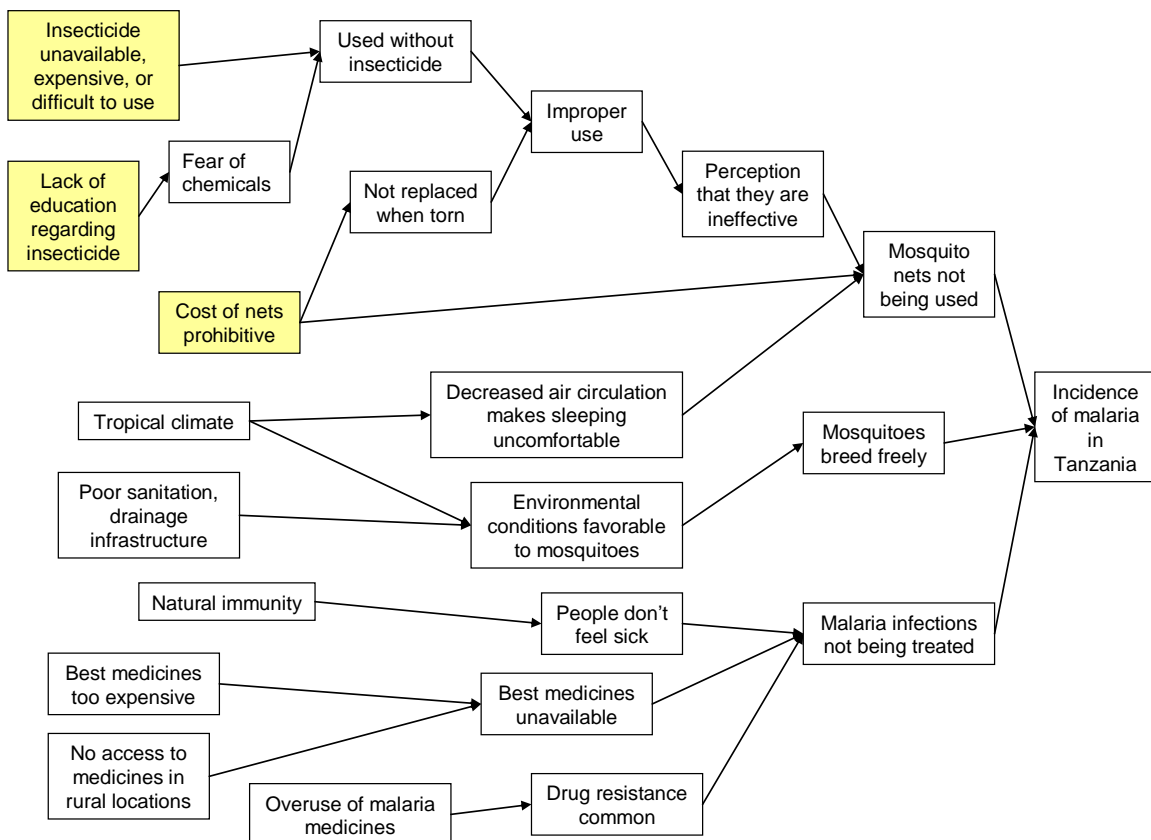 Insecticide
unavailable,
expensive, or
difficult to use
Used without
insecticide
Improper
use
Fear of
chemicals
Lack of
education
regarding
insecticide
Not replaced
when torn
Perception
that they are
ineffective
Mosquito
nets not
being used
Cost of nets
prohibitive
Decreased air circulation
makes sleeping
uncomfortable
Tropical climate
Incidence
of malaria
in
Tanzania
Mosquitoes
breed freely
Poor sanitation,
drainage
infrastructure
Environmental
conditions favorable
to mosquitoes
Natural immunity
People don’t
feel sick
Malaria infections
not being treated
Best medicines
too expensive
Best medicines
unavailable
No access to
medicines in
rural locations
Overuse of malaria
medicines
Drug resistance
common